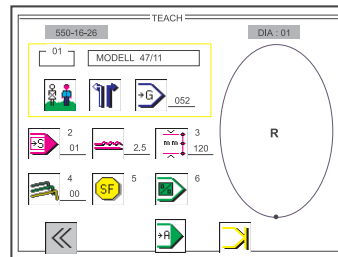 TEACH
550-16-26
DIA : 01
01
MODELL 47/11
G
052
S
2
01
2.5
mm
3
120
R
4
00
SF
5
6
A